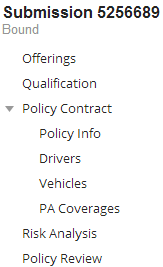 Submission 5256689
Bound
Offerings
Qualification
Policy Contract
Policy Info
Drivers
Vehicles
PA Coverages
Risk Analysis
Policy Review